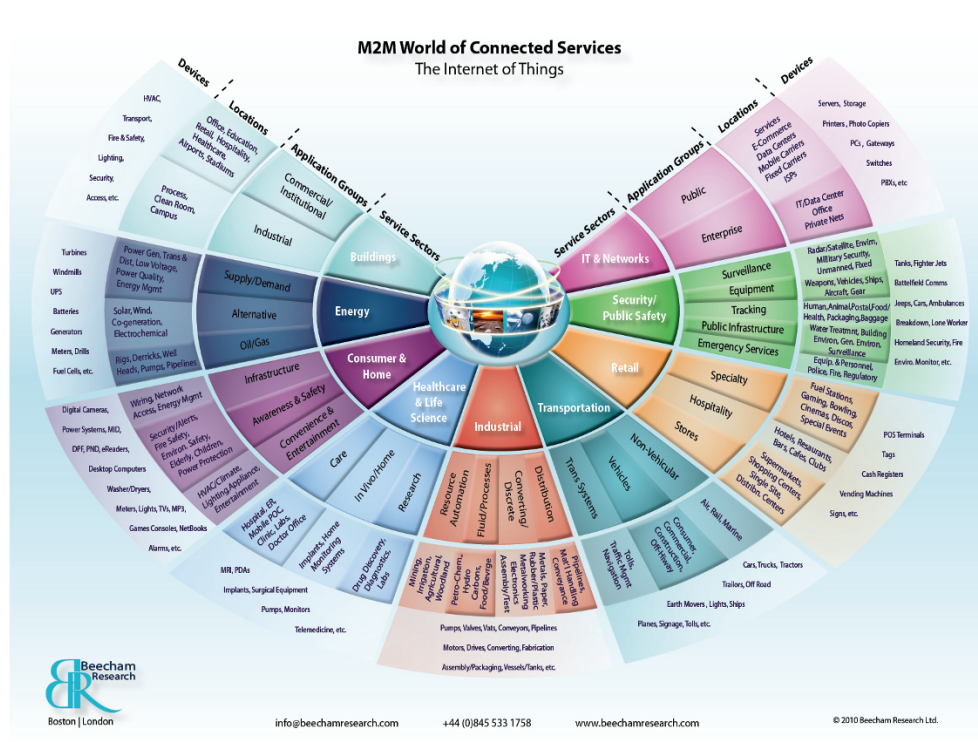 M2M World of Connected Services
The Internet of Things
Devices
Locations
Application Groups
Service Sectors
HVAC,
Transport,
Fire & Safety,
Lighting,
Security,
Access, etc.
Office, Education,
Retail, Hospitality,
Healthcare,
Airports, Stadiums
Process,
Clean Room,
Campus
Commercial/
Institutional
Industrial
Buildings
Turbines
Windmills
UPS
Batteries
Generators
Meters, Drills
Fuel Cells, etc.
Power Gen, Trans &
Dist, Low Voltage,
Power Quality,
Energy Mgmt
Solar, Wind,
Co-generation,
Electrochemical
Rigs, Derricks, Well
Heads, Pumps, Pipelines
Supply/Demand
Alternative
Oil/Gas
Energy
Digital Cameras,
Power Systems, MID,
DPF, PND, eReaders,
Desktop Computers
Washer/Dryers,
Meters, Lights, TVs, MP3,
Games Consoles, NetBooks
Alarms, etc.
Wiring, Network
Access, Energy Mgmt
Security/Alerts,
Fire Safety,
Environ. Safety,
Elderly, Children,
Power Protection
HVAC/Climate,
Lighting, Appliance,
Entertainment
Infrastructure
Awareness & Safety
Convenience &
Entertainment
Consumer &
Home
MRI, PDAs
Implants, Surgical Equipment
Pumps, Monitors
Telemedicine, etc.
Hospital, ER,
Mobile POC,
Clinic, Labs,
Doctor Office
Implants, Home
Monitoring
Systems
Drug Discovery,
Diagnostics,
Labs
Care
In Vivo/Home
Research
Healthcare
& Life
Science
Industrial
Resource
Automation
Fluid/Processes
Converting/
Discrete
Distribution
Mining,
Irrigation,
Agricultural,
Woodland
Petro-Chem,
Hydro
Carbons,
Food/Beverge
Metals, Paper,
Rubber/Plastic
Metalworking
Electronics
Assembly/Test
Pipelines,
Mat'l Handling
Conveyance
Pumps, Valves, Vats, Conveyors, Pipelines
Motors, Drives, Converting, Fabrication
Assembly/Packaging, Vessels/Tanks, etc.
Transportation
Trans Systems
Vehicles
Non-Vehicular
Tolls,
Traffic Mgmt
Navigation
Consumer,
Commercial,
Construction,
Off-Hiway
Air, Rail, Marine
Cars, Trucks, Tractors
Trailors, Off Road
Earth Movers, Lights, Ships
Planes, Signage, Tolls, etc.
Retail
Specialty
Hospitality
Stores
Fuel Stations,
Gaming, Bowling,
Cinemas, Discos,
Special Events
Hotels, Resaurants,
Bars, Cafes, Clubs
Supermarkets,
Shopping Centers,
Single Site,
Distribn, Centers
POS Terminals
Tags
Cash Registers
Vending Machines
Signs, etc.
Security/
Public Safety
Surveillance
Equipment
Tracking
Public Infrastructure
Emergency Services
Radar/Satellite, Envirn,
Military Security,
Unmanned, Fixed
Weapons, Vehicles, Ships,
Aircraft, Gear
Human,Animal,Postal,Food/
Health, Packaging,Baggage
Water Treatmnt, Building
Environ, Gen. Environ,
Surveillance
Equip & Personnel,
Police, Fire, Regulatory
Tanks, Fighter Jets
Battelfield Comms
Jeeps, Cars, Ambulances
Breakdown, Lone Worker
Homeland Security, Fire
Enviro. Monitor, etc.
IT & Networks
Public
Enterprise
Services
E-Commerce
Data Centers
Mobile Carriers
Fixed Carriers
ISPs
IT/Data Center
Office
Private Nets
Servers, Storage
Printers, Photo Copiers
PCs, Gateways
Switches
PBXs, etc
Service Sectors
Application Groups
Locations
Devices
BR
Beecham
Research
Boston | London
info@beechamresearch.com
+44 (0)845 533 1758
www.beechamresearch.com
© 2010 Beecham Research Ltd.